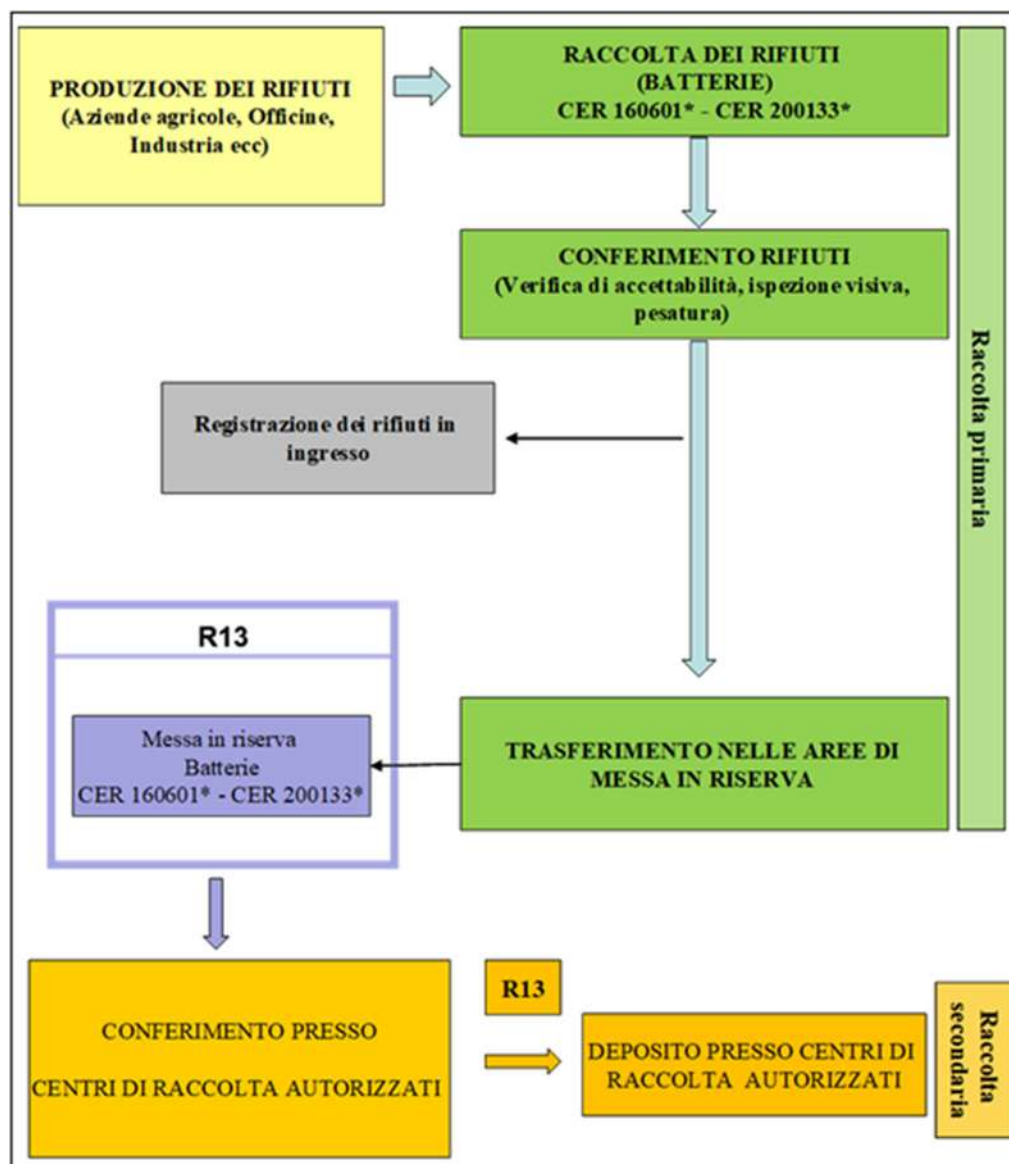 PRODUZIONE DEI RIFIUTI
(Aziende agricole, Officine,
Industria ecc)
RACCOLTA DEI RIFIUTI
(BATTERIE)
CER 160601* - CER 200133*
CONFERIMENTO RIFIUTI
(Verifica di accettabilità, ispezione visiva,
pesatura)
Raccolta primaria
Registrazione dei rifiuti in
ingresso
R13
Messa in riserva
Batterie
CER 160601* - CER 200133*
TRASFERIMENTO NELLE AREE DI
MESSA IN RISERVA
CONFERIMENTO PRESSO
CENTRI DI RACCOLTA AUTORIZZATI
R13
DEPOSITO PRESSO CENTRI DI
RACCOLTA AUTORIZZATI
Raccolta
secondaria